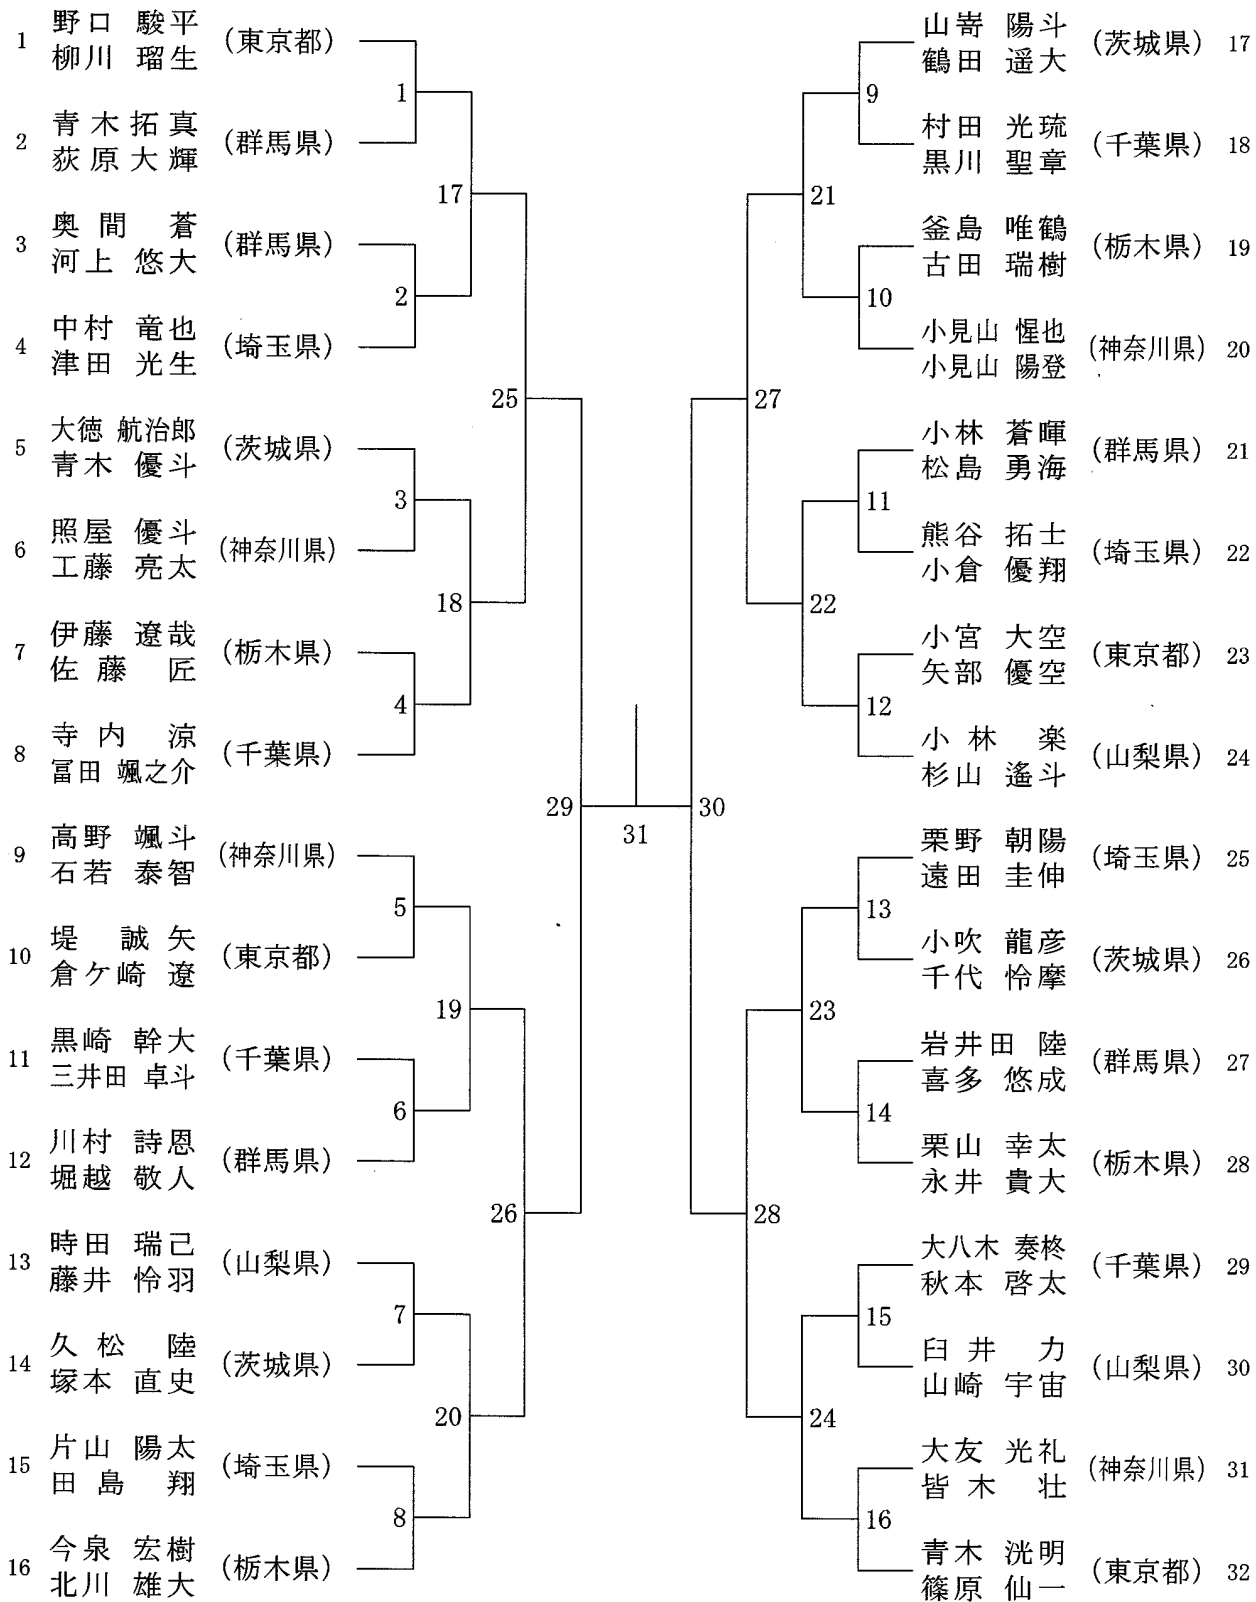 1 野口 駿平 (東京都)
柳川 瑠生
1
2 青木拓真 (群馬県)
荻原大輝
17
3 奥間 蒼 (群馬県)
河上 悠大
2
4 中村 竜也 (埼玉県)
津田 光生
25
5 大徳 航治郎 (茨城県)
青木 優斗
3
6 照屋 優斗 (神奈川県)
工藤 亮太
18
7 伊藤 遼哉 (栃木県)
佐藤 匠
4
8 寺内 涼 (千葉県)
冨田 颯之介
29
9 高野 颯斗 (神奈川県)
石若 泰智
5
10 堤 誠矢 (東京都)
倉ケ崎 遼
19
11 黒崎 幹大 (千葉県)
三井田 卓斗
6
12 川村 詩恩 (群馬県)
堀越 敬人
26
13 時田 瑞己 (山梨県)
藤井 怜羽
7
14 久松 陸 (茨城県)
塚本 直史
20
15 片山 陽太 (埼玉県)
田島 翔
8
16 今泉 宏樹 (栃木県)
北川 雄大
31
山嵜 陽斗 (茨城県) 17
鶴田 遥大
9
村田 光琉 (千葉県) 18
黒川 聖章
21
釜島 唯鶴 (栃木県) 19
古田 瑞樹
10
小見山 惺也 (神奈川県) 20
小見山 陽登
27
小林 蒼暉 (群馬県) 21
松島 勇海
11
熊谷 拓士 (埼玉県) 22
小倉 優翔
22
小宮 大空 (東京都) 23
矢部 優空
12
小林 楽 (山梨県) 24
杉山 遙斗
30
栗野 朝陽 (埼玉県) 25
遠田 圭伸
13
小吹 龍彦 (茨城県) 26
千代 怜摩
23
岩井田 陸 (群馬県) 27
喜多 悠成
14
栗山 幸太 (栃木県) 28
永井 貴大
28
大八木 奏柊 (千葉県) 29
秋本 啓太
15
臼井 力 (山梨県) 30
山崎 宇宙
24
大友 光礼 (神奈川県) 31
皆木 壮
16
青木 洸明 (東京都) 32
篠原 仙一